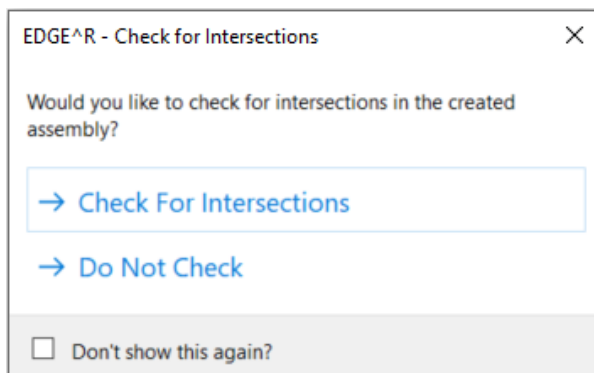 EDGE^R - Check for Intersections
Would you like to check for intersections in the created
assembly?
→ Check For Intersections
→ Do Not Check
Don't show this again?